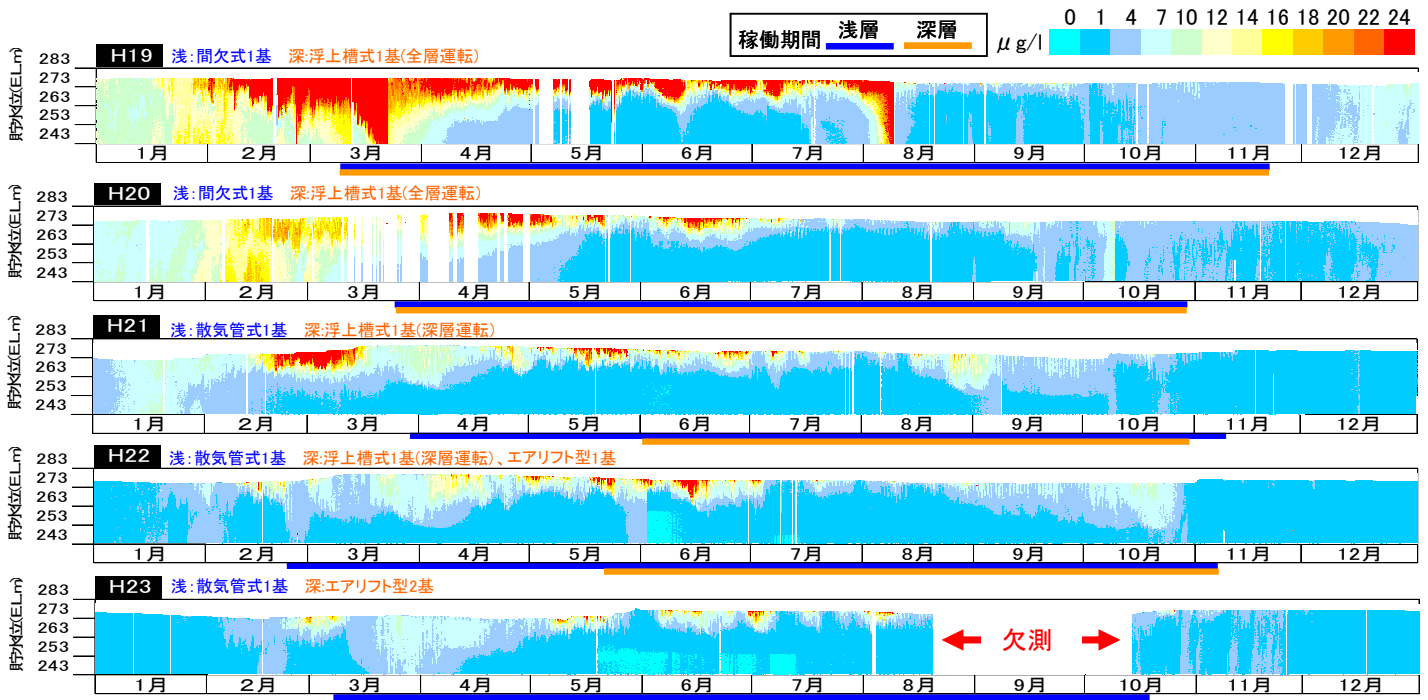 稼働期間 浅層 深層
μg/l
0 1 4 7 10 12 14 16 18 20 22 24
H19 浅:間欠式1基 深:浮上槽式1基(全層運転)
貯水位(EL.m)
283
273
263
253
243
1月 2月 3月 4月 5月 6月 7月 8月 9月 10月 11月 12月
H20 浅:間欠式1基 深:浮上槽式1基(全層運転)
貯水位(EL.m)
283
273
263
253
243
1月 2月 3月 4月 5月 6月 7月 8月 9月 10月 11月 12月
H21 浅:散気管式1基 深:浮上槽式1基(深層運転)
貯水位(EL.m)
283
273
263
253
243
1月 2月 3月 4月 5月 6月 7月 8月 9月 10月 11月 12月
H22 浅:散気管式1基 深:浮上槽式1基(深層運転)、エアリフト型1基
貯水位(EL.m)
283
273
263
253
243
1月 2月 3月 4月 5月 6月 7月 8月 9月 10月 11月 12月
H23 浅:散気管式1基 深:エアリフト型2基
貯水位(EL.m)
283
273
263
253
243
欠測
1月 2月 3月 4月 5月 6月 7月 8月 9月 10月 11月 12月